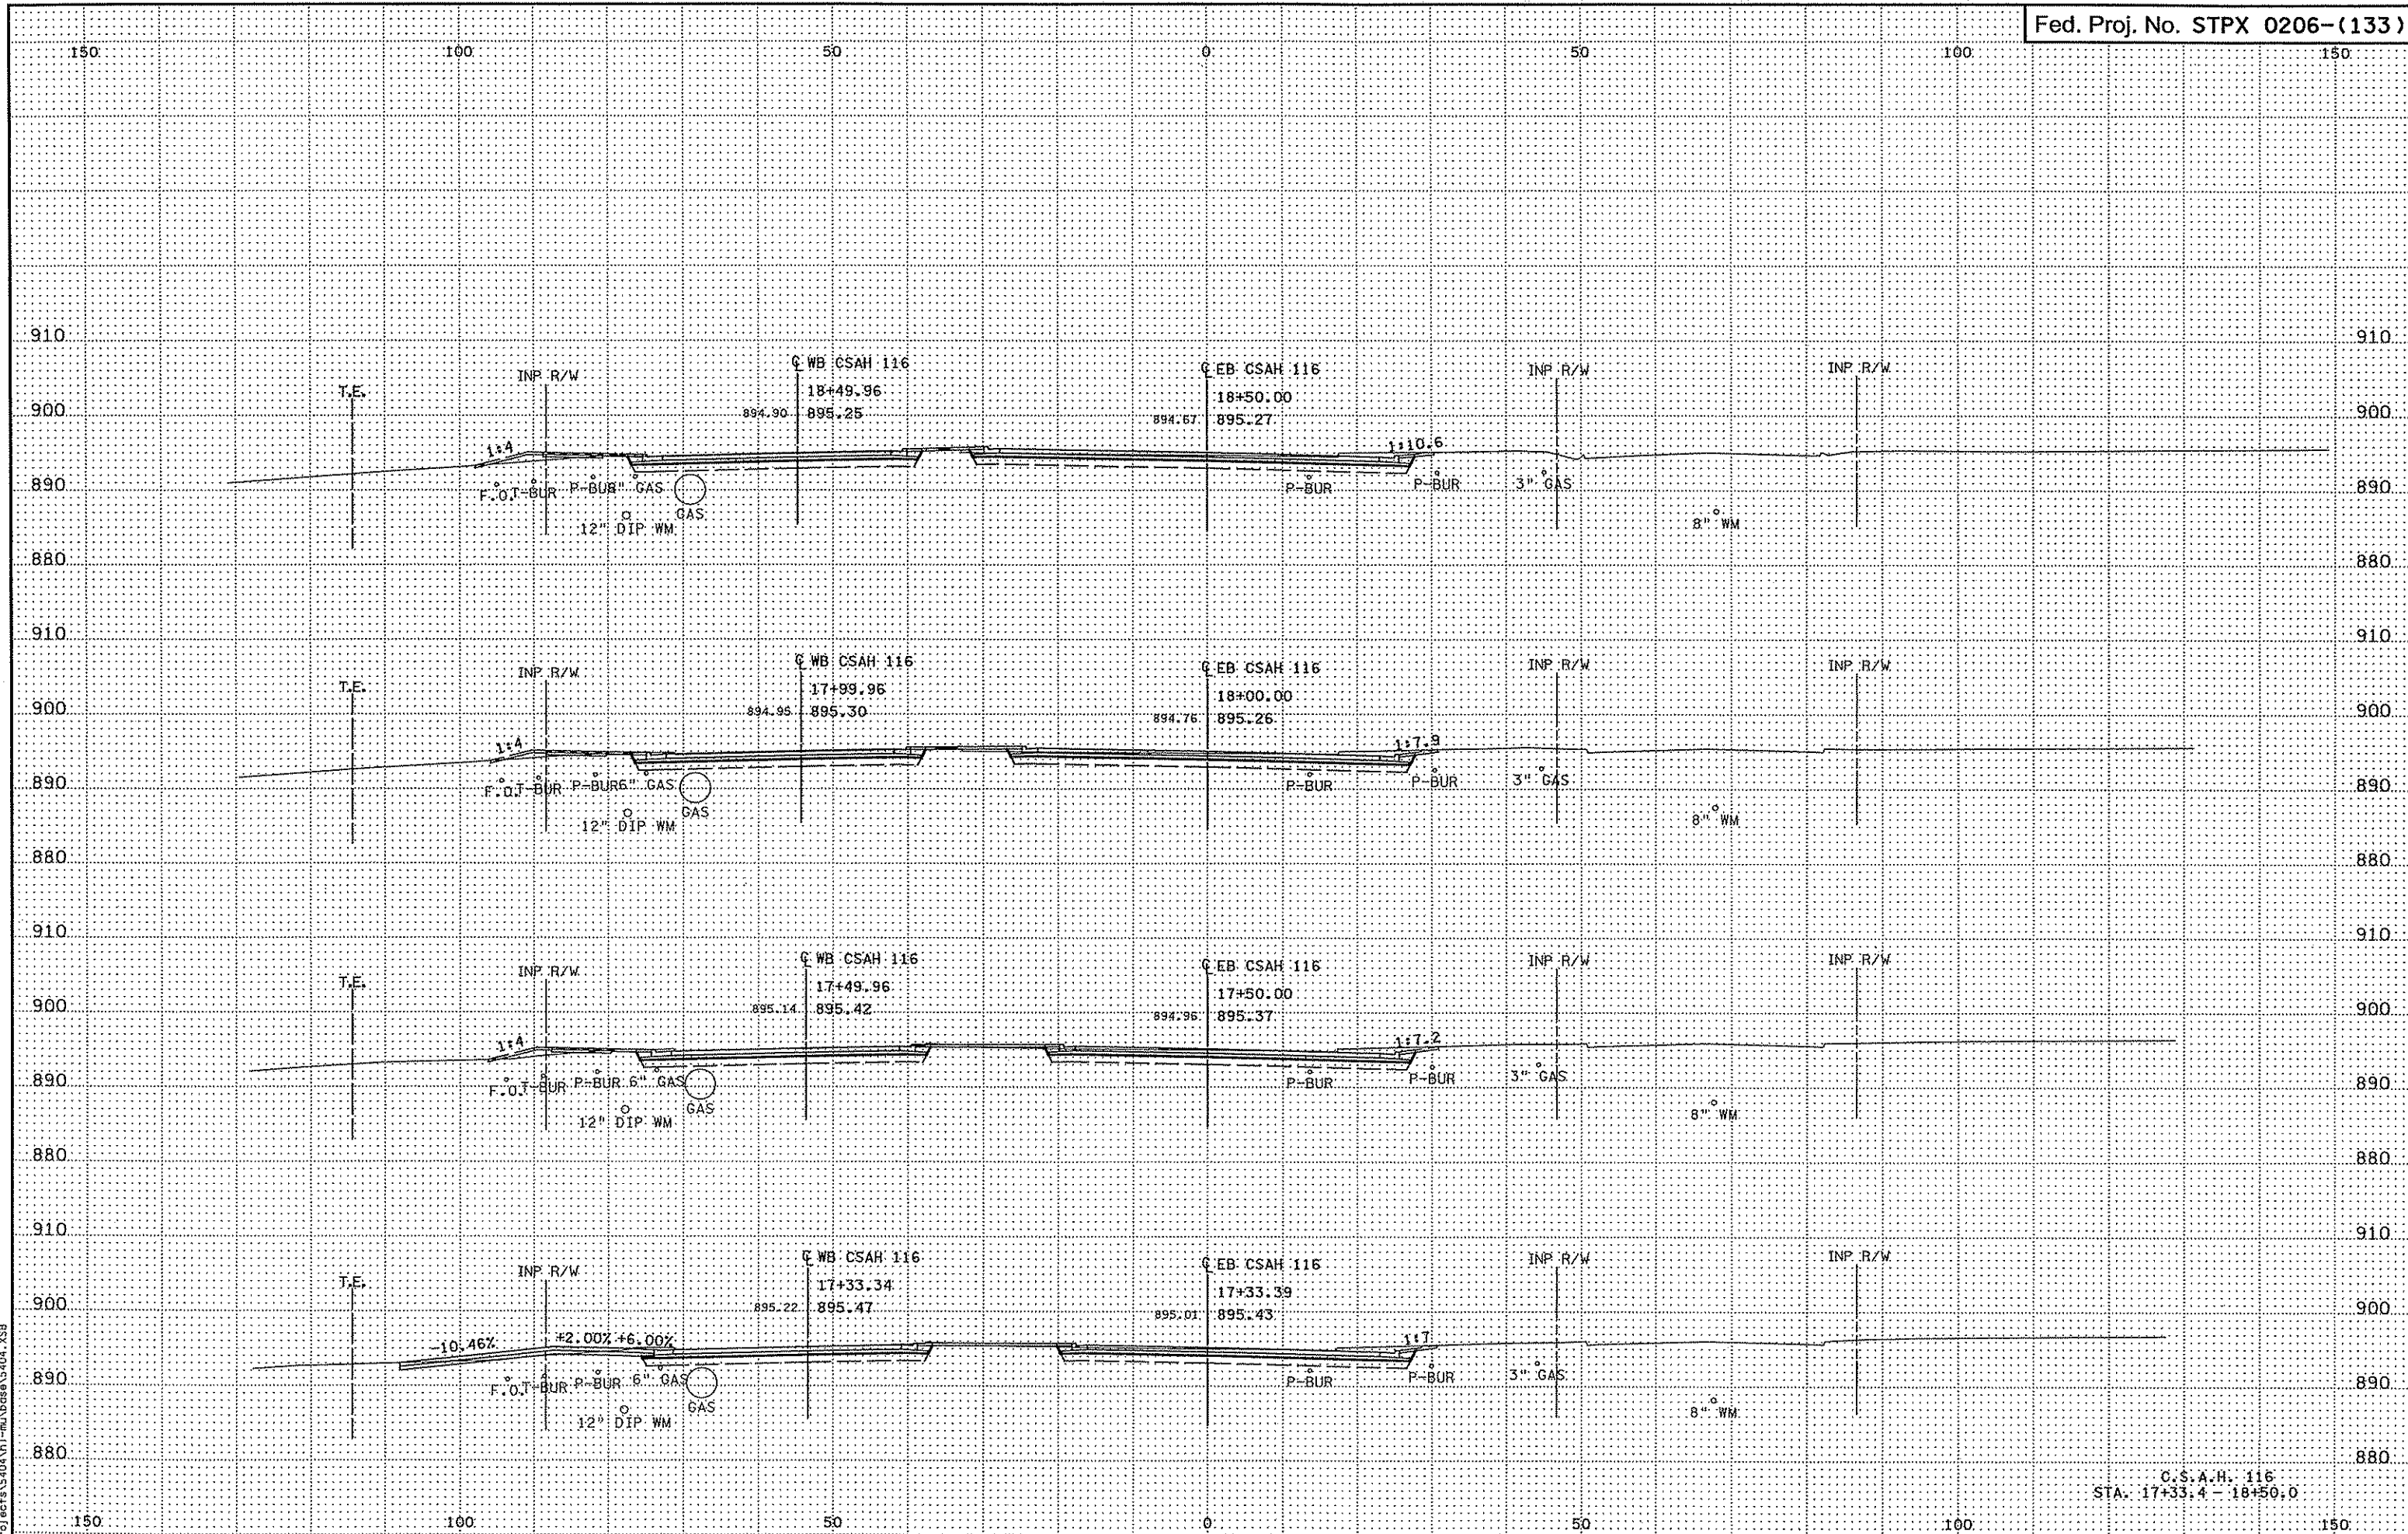 Fed. Proj. No. STPX 0206-(133)
150 100 50 0 50 100 150
910 910
₵ WB CSAH 116
18+49.96
894.90 895.25
₵ EB CSAH 116
18+50.00
894.67 895.27
T.E. INP R/W INP R/W INP R/W
900 900
1:4 1:10.6
890 890
F.O. T-BUR P-BUR GAS P-BUR P-BUR 3" GAS
GAS
12" DIP WM 8" WM
880 880
910 910
₵ WB CSAH 116
17+99.96
894.95 895.30
₵ EB CSAH 116
18+00.00
894.76 895.26
T.E. INP R/W INP R/W INP R/W
900 900
1:4 1:7.9
890 890
F.O. T-BUR P-BUR 6" GAS P-BUR P-BUR 3" GAS
GAS
12" DIP WM 8" WM
880 880
910 910
₵ WB CSAH 116
17+49.96
895.14 895.42
₵ EB CSAH 116
17+50.00
894.96 895.37
T.E. INP R/W INP R/W INP R/W
900 900
1:4 1:7.2
890 890
F.O. T-BUR P-BUR 6" GAS P-BUR P-BUR 3" GAS
GAS
12" DIP WM 8" WM
880 880
910 910
₵ WB CSAH 116
17+33.34
895.22 895.47
₵ EB CSAH 116
17+33.39
895.01 895.43
T.E. INP R/W INP R/W INP R/W
900 900
-10.46% +2.00% +6.00% 1:7
890 890
F.O. T-BUR P-BUR 6" GAS P-BUR P-BUR 3" GAS
GAS
12" DIP WM 8" WM
880 880
C.S.A.H. 116
STA. 17+33.4 - 18+50.0
150 100 50 0 50 100 150